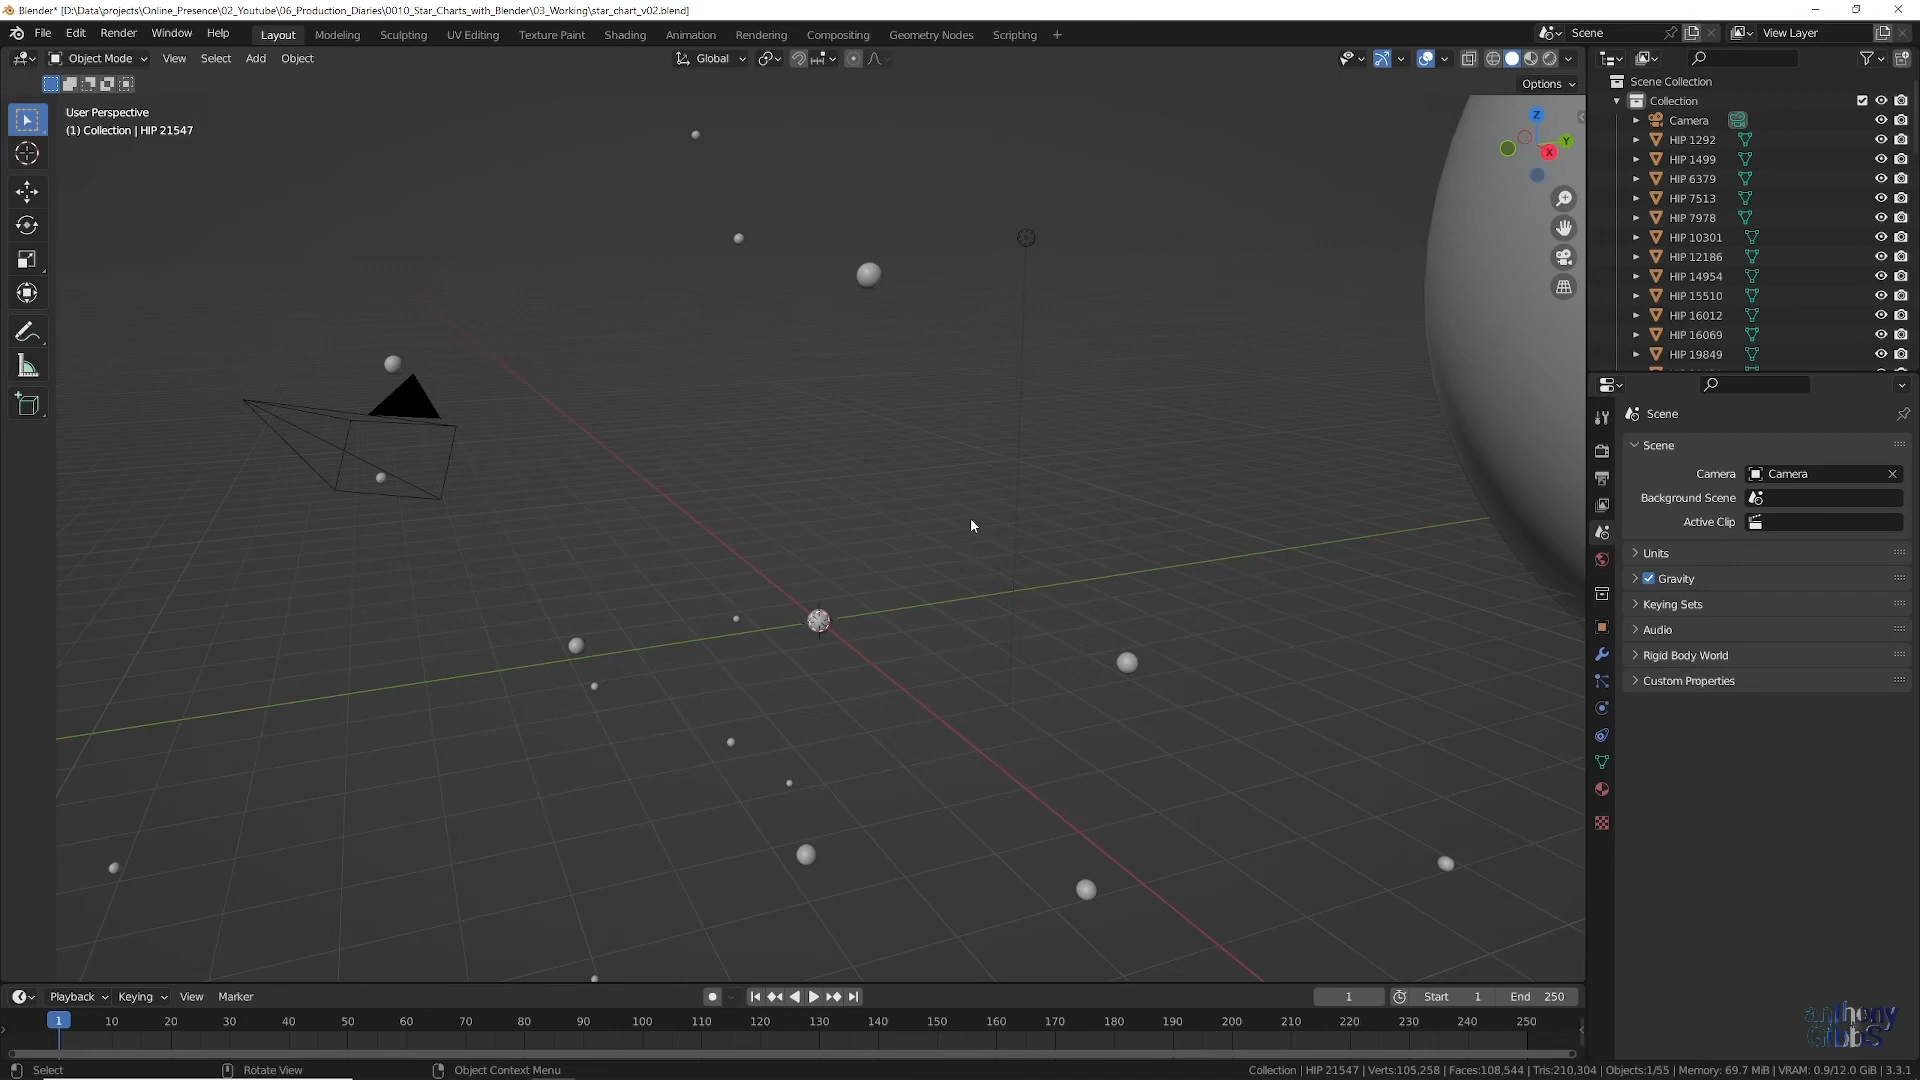 Blender* [D:\Data\projects\Online_Presence\02_Youtube\06_Production_Diaries\0010_Star_Charts_with_Blender\03_Working\star_chart_v02.blend]
File Edit Render Window Help Layout Modeling Sculpting UV Editing Texture Paint Shading Animation Rendering Compositing Geometry Nodes Scripting + Scene View Layer
Object Mode View Select Add Object Global
Options
User Perspective
(1) Collection | HIP 21547
Z
Y
X
Scene Collection
Collection
Camera
HIP 1292
HIP 1499
HIP 6379
HIP 7513
HIP 7978
HIP 10301
HIP 12186
HIP 14954
HIP 15510
HIP 16012
HIP 16069
HIP 19849
Scene
Scene
Camera Camera
Background Scene
Active Clip
Units
Gravity
Keying Sets
Audio
Rigid Body World
Custom Properties
Playback Keying View Marker 1 Start 1 End 250
1 10 20 30 40 50 60 70 80 90 100 110 120 130 140 150 160 170 180 190 200 210 220 230 240 250
anthony
GibbS
Select Rotate View Object Context Menu Collection | HIP 21547 | Verts:105,258 | Faces:108,544 | Tris:210,304 | Objects:1/55 | Memory: 69.7 MiB | VRAM: 0.9/12.0 GiB | 3.3.1